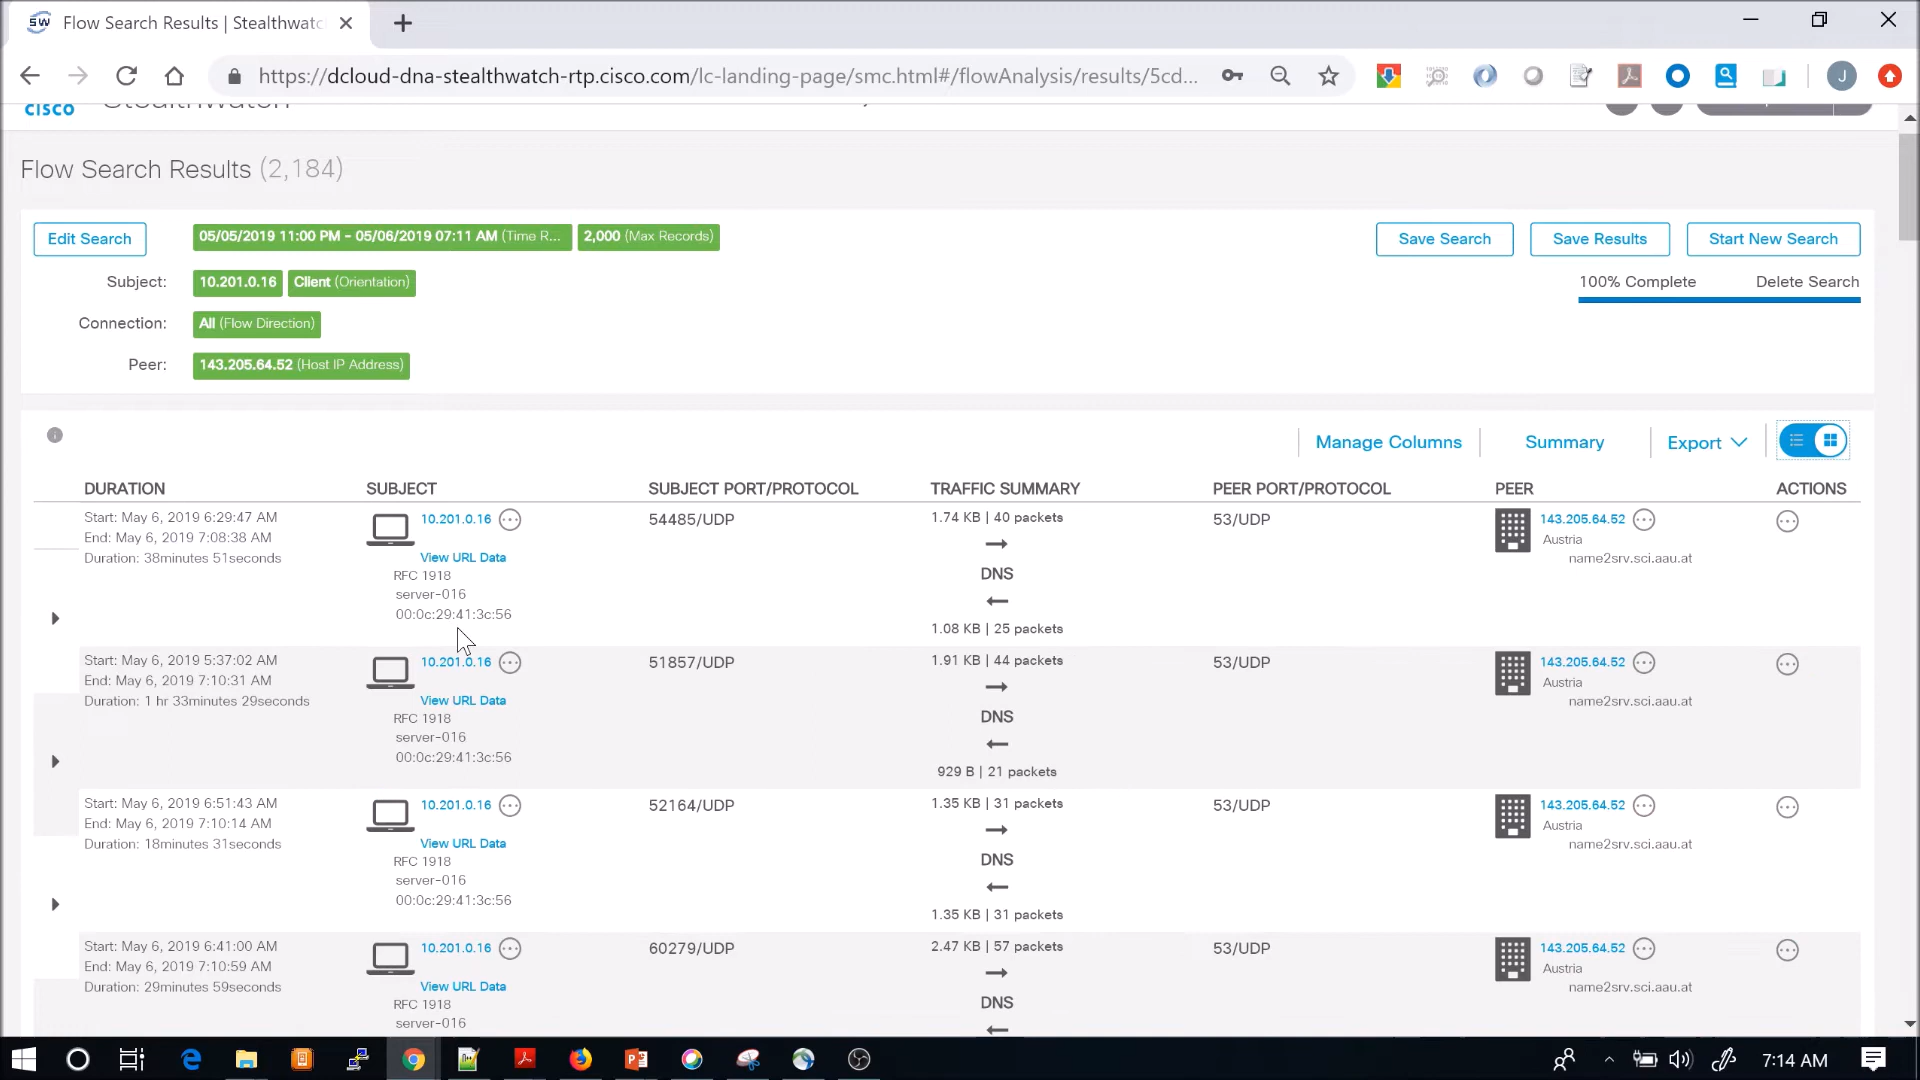 SW Flow Search Results | Stealthwatc
https://dcloud-dna-stealthwatch-rtp.cisco.com/lc-landing-page/smc.html#/flowAnalysis/results/5cd...
J
CISCO Stealthwatch
Flow Search Results (2,184)
Edit Search 05/05/2019 11:00 PM - 05/06/2019 07:11 AM (Time R... 2,000 (Max Records) Save Search Save Results Start New Search
Subject: 10.201.0.16 Client (Orientation) 100% Complete Delete Search
Connection: All (Flow Direction)
Peer: 143.205.64.52 (Host IP Address)
Manage Columns Summary Export
DURATION SUBJECT SUBJECT PORT/PROTOCOL TRAFFIC SUMMARY PEER PORT/PROTOCOL PEER ACTIONS
Start: May 6, 2019 6:29:47 AM 10.201.0.16 54485/UDP 1.74 KB | 40 packets 53/UDP 143.205.64.52
End: May 6, 2019 7:08:38 AM Austria
Duration: 38minutes 51seconds View URL Data name2srv.sci.aau.at
RFC 1918 DNS
server-016
00:0c:29:41:3c:56
1.08 KB | 25 packets
Start: May 6, 2019 5:37:02 AM 10.201.0.16 51857/UDP 1.91 KB | 44 packets 53/UDP 143.205.64.52
End: May 6, 2019 7:10:31 AM Austria
Duration: 1 hr 33minutes 29seconds View URL Data name2srv.sci.aau.at
RFC 1918 DNS
server-016
00:0c:29:41:3c:56
929 B | 21 packets
Start: May 6, 2019 6:51:43 AM 10.201.0.16 52164/UDP 1.35 KB | 31 packets 53/UDP 143.205.64.52
End: May 6, 2019 7:10:14 AM Austria
Duration: 18minutes 31seconds View URL Data name2srv.sci.aau.at
RFC 1918 DNS
server-016
00:0c:29:41:3c:56
1.35 KB | 31 packets
Start: May 6, 2019 6:41:00 AM 10.201.0.16 60279/UDP 2.47 KB | 57 packets 53/UDP 143.205.64.52
End: May 6, 2019 7:10:59 AM Austria
Duration: 29minutes 59seconds View URL Data name2srv.sci.aau.at
RFC 1918 DNS
server-016
7:14 AM